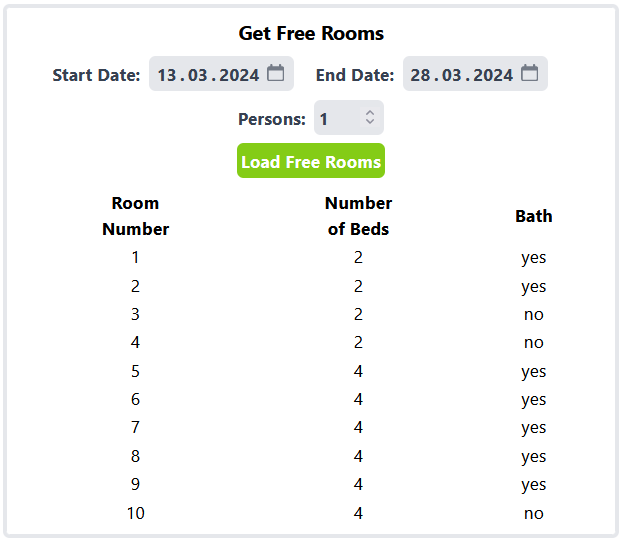 Get Free Rooms
Start Date: 13.03.2024 End Date: 28.03.2024
Persons: 1
Load Free Rooms
Room Number Number of Beds Bath
1 2 yes
2 2 yes
3 2 no
4 2 no
5 4 yes
6 4 yes
7 4 yes
8 4 yes
9 4 yes
10 4 no